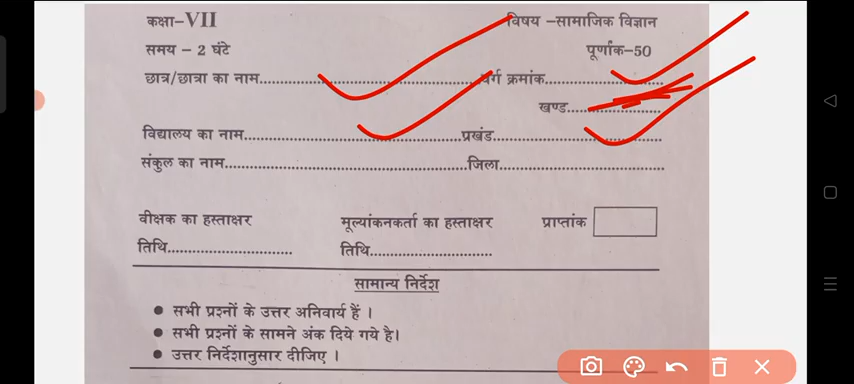 कक्षा-VII विषय -सामाजिक विज्ञान
समय - 2 घंटे पूर्णांक-50
छात्र/छात्रा का नाम........................................वर्ग क्रमांक.....................
खण्ड.................
विद्यालय का नाम.......................................प्रखंड..............................
संकुल का नाम...........................................जिला..............................
वीक्षक का हस्ताक्षर मूल्यांकनकर्ता का हस्ताक्षर प्राप्तांक
तिथि...................... तिथि......................
सामान्य निर्देश
● सभी प्रश्नों के उत्तर अनिवार्य हैं ।
● सभी प्रश्नों के सामने अंक दिये गये है।
● उत्तर निर्देशानुसार दीजिए ।